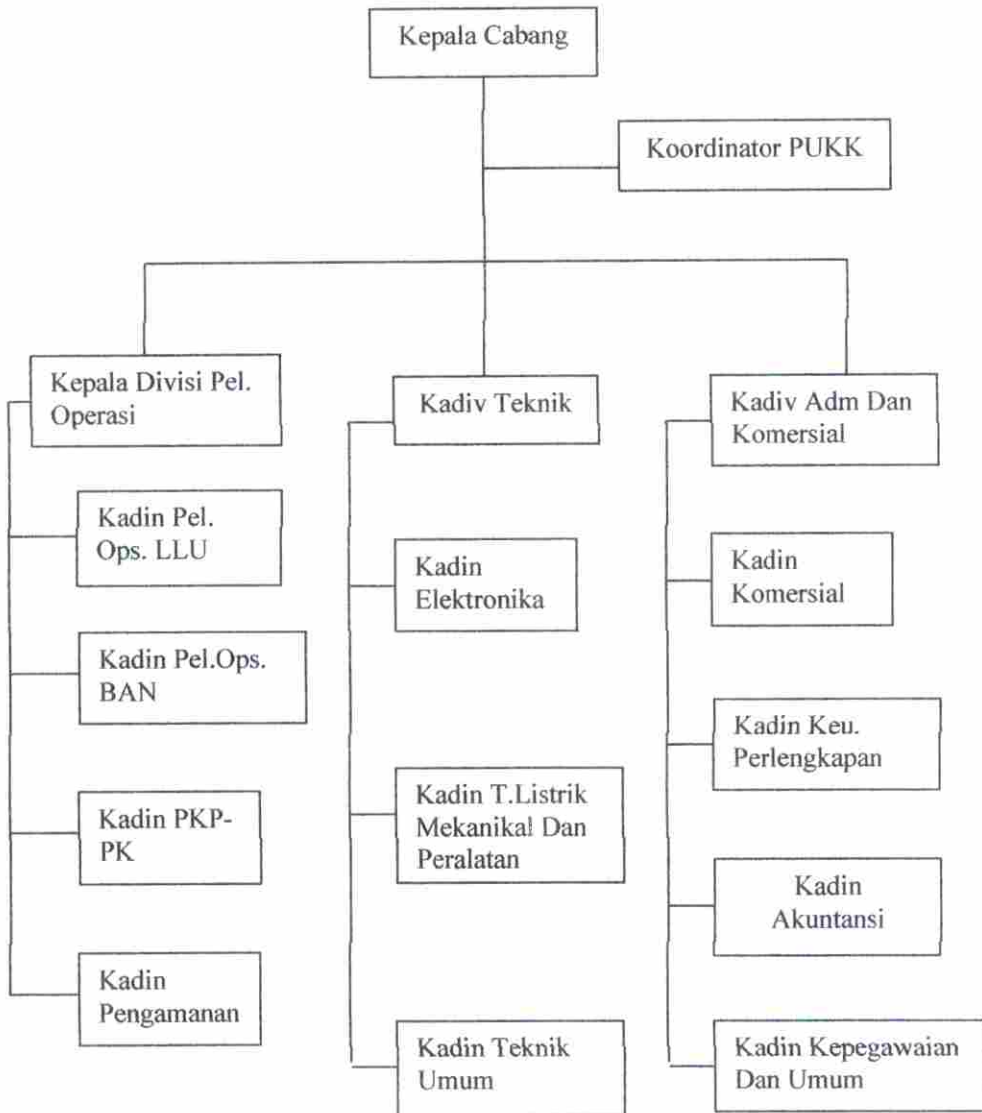 Kepala Cabang
Koordinator PUKK
Kepala Divisi Pel.
Operasi
Kadin Pel.
Ops. LLU
Kadin Pel.Ops.
BAN
Kadin PKP-
PK
Kadin
Pengamanan
Kadiv Teknik
Kadin
Elektronika
Kadin T.Listrik
Mekanikal Dan
Peralatan
Kadin Teknik
Umum
Kadiv Adm Dan
Komersial
Kadin
Komersial
Kadin Keu.
Perlengkapan
Kadin
Akuntansi
Kadin Kepegawaian
Dan Umum